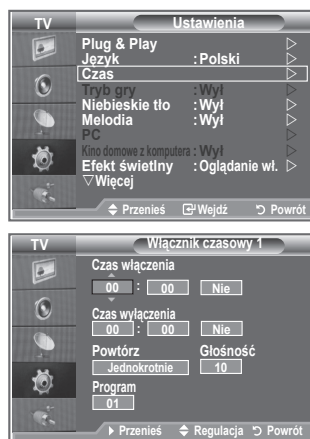 TV Ustawienia
Plug & Play
Język : Polski
Czas
Tryb gry : Wył
Niebieskie tło : Wył
Melodia : Wył
PC
Kino domowe z komputera : Wył
Efekt świetlny : Oglądanie wł.
▽Więcej
Przenieś Wejdź Powrót
TV Włącznik czasowy 1
Czas włączenia
00 : 00 Nie
Czas wyłączenia
00 : 00 Nie
Powtórz Głośność
Jednokrotnie 10
Program
01
Przenieś Regulacja Powrót